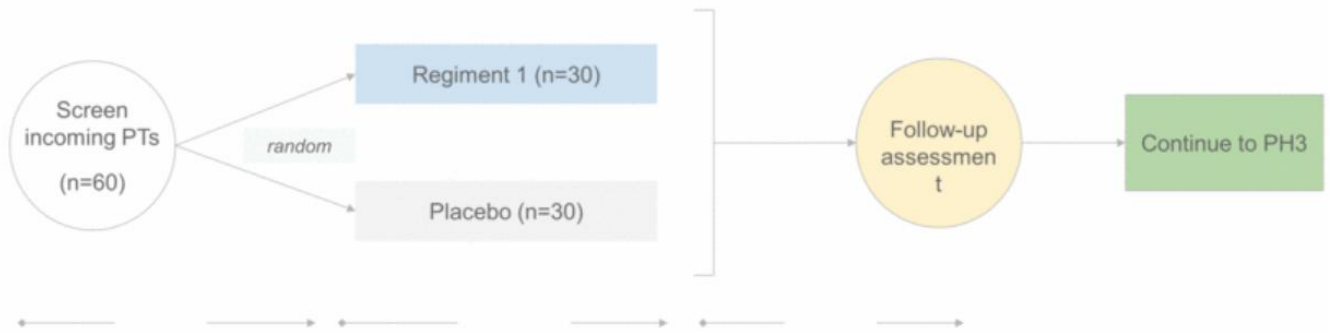 Screen
incoming PTs
(n=60)
random
Regiment 1 (n=30)
Placebo (n=30)
Follow-up
assessmen
t
Continue to PH3